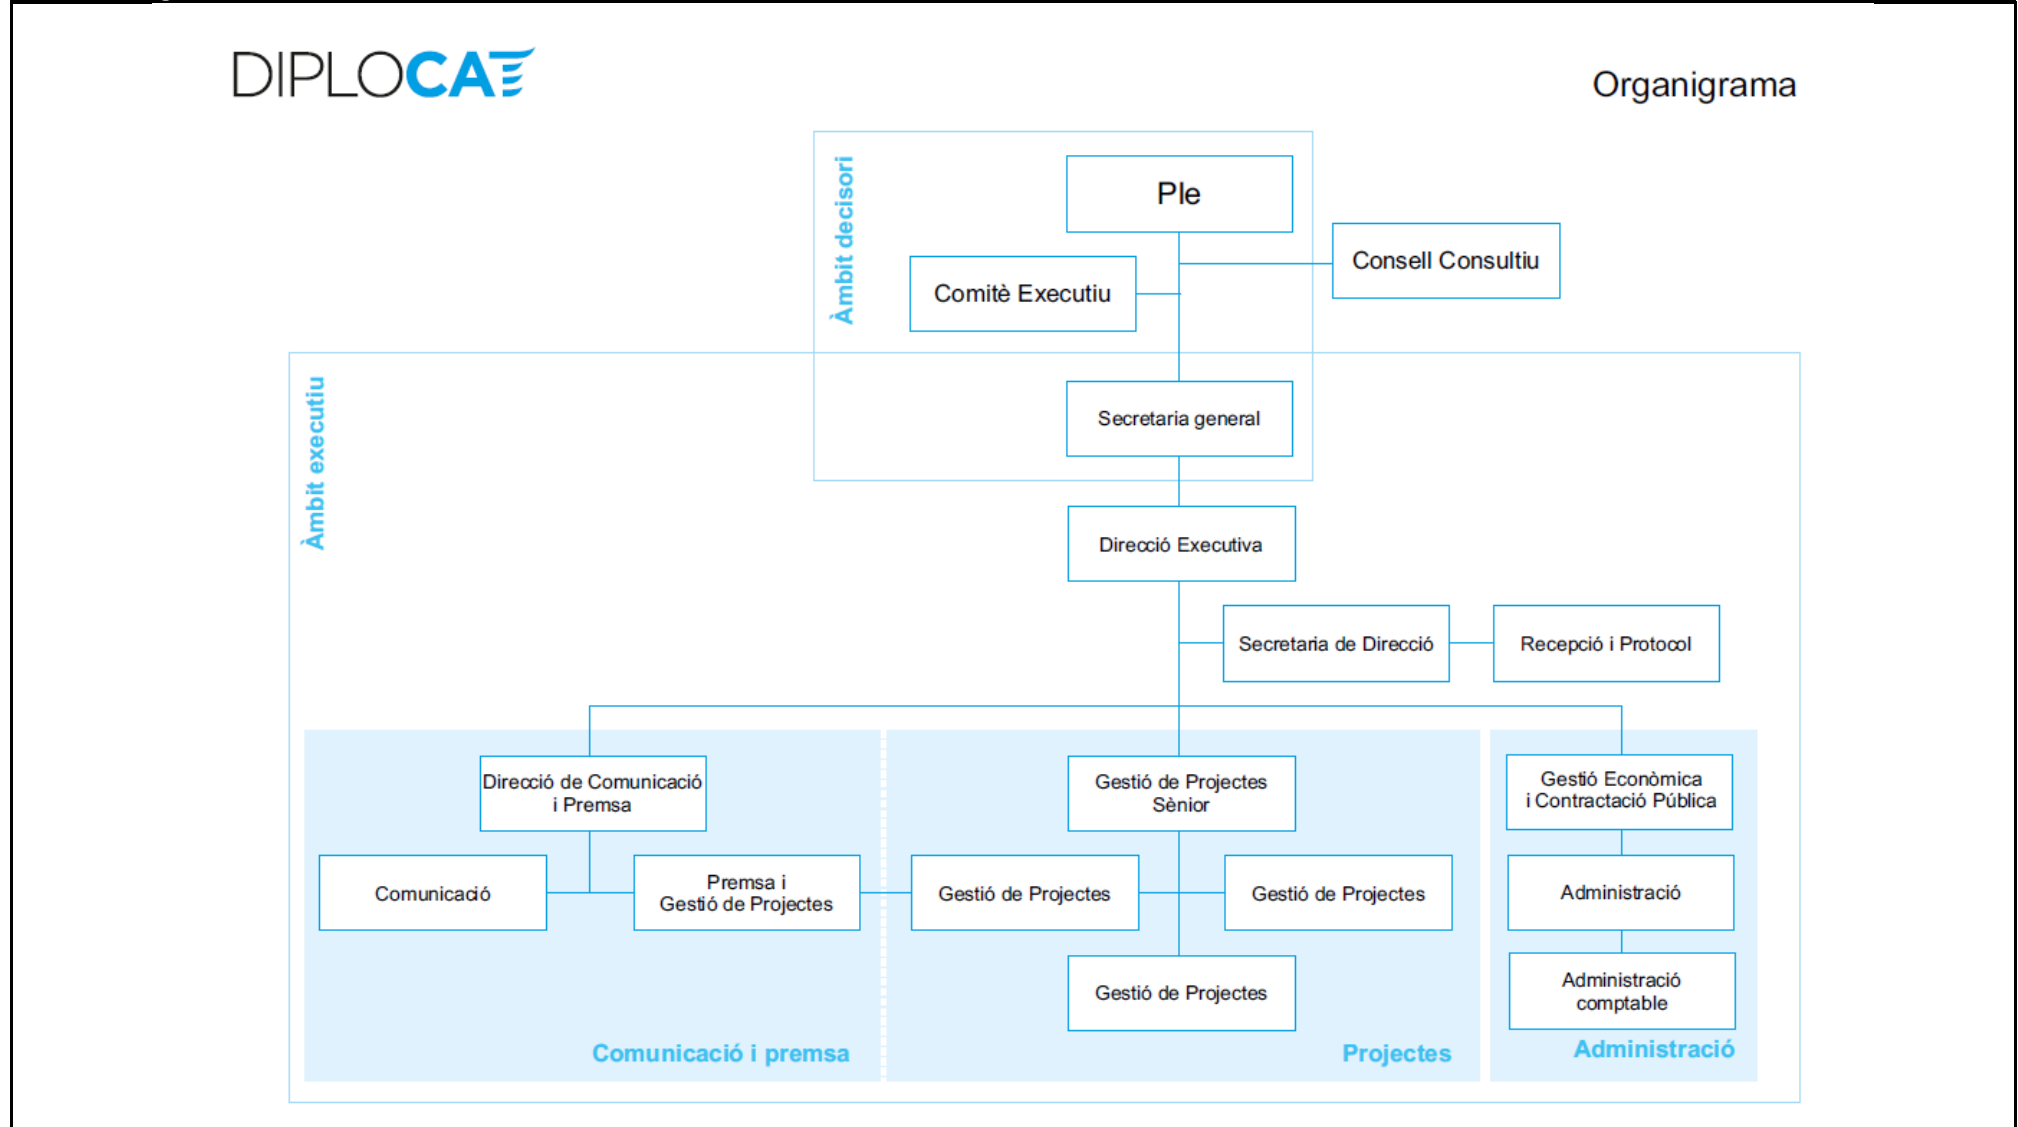 DIPLOCAT
Organigrama
Àmbit decisori
Ple
Consell Consultiu
Comitè Executiu
Àmbit executiu
Secretaria general
Direcció Executiva
Secretaria de Direcció
Recepció i Protocol
Direcció de Comunicació
i Premsa
Gestió de Projectes
Sènior
Gestió Econòmica
i Contractació Pública
Comunicació
Premsa i
Gestió de Projectes
Gestió de Projectes
Gestió de Projectes
Administració
Gestió de Projectes
Administració
comptable
Comunicació i premsa
Projectes
Administració